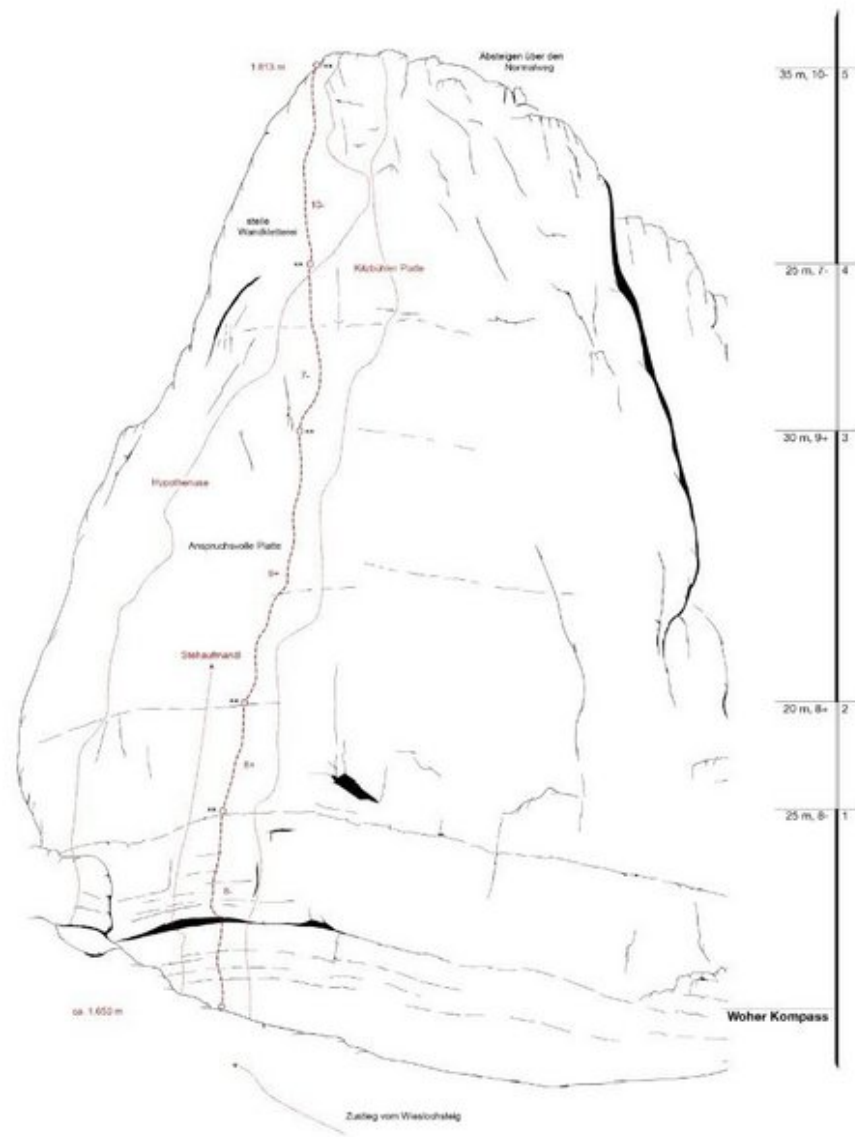 1.813 m
Absteigen über den
Normalweg
35 m, 10-
5
10-
steile
Wandkletterei
Kitzbühler Platte
25 m, 7-
4
7-
30 m, 9+
3
Hypothenuse
Anspruchsvolle Platte
9+
Stehaufmandl
20 m, 8+
2
8+
25 m, 8-
1
8-
ca. 1.650 m
Woher Kompass
Zustieg vom Wieslochsteig